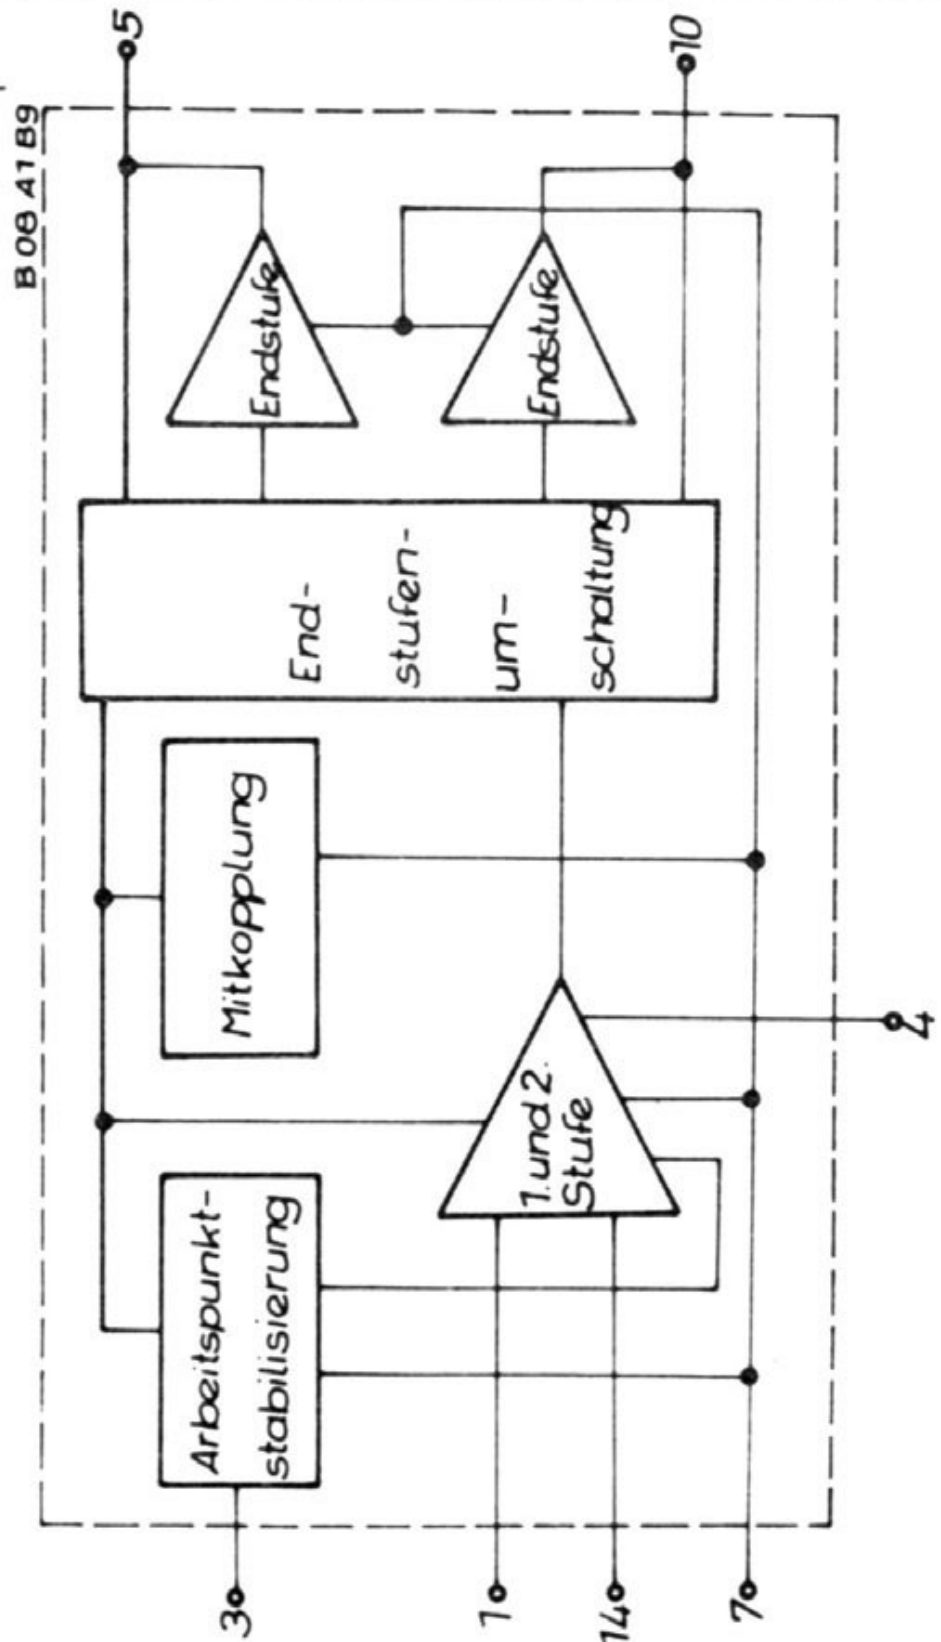 B 08 A1 B9
5
10
Endstufe
Endstufe
End-
stufen-
um-
schaltung
Mitkopplung
1. und 2.
Stufe
Arbeitspunkt-
stabilisierung
3
1
14
7
4